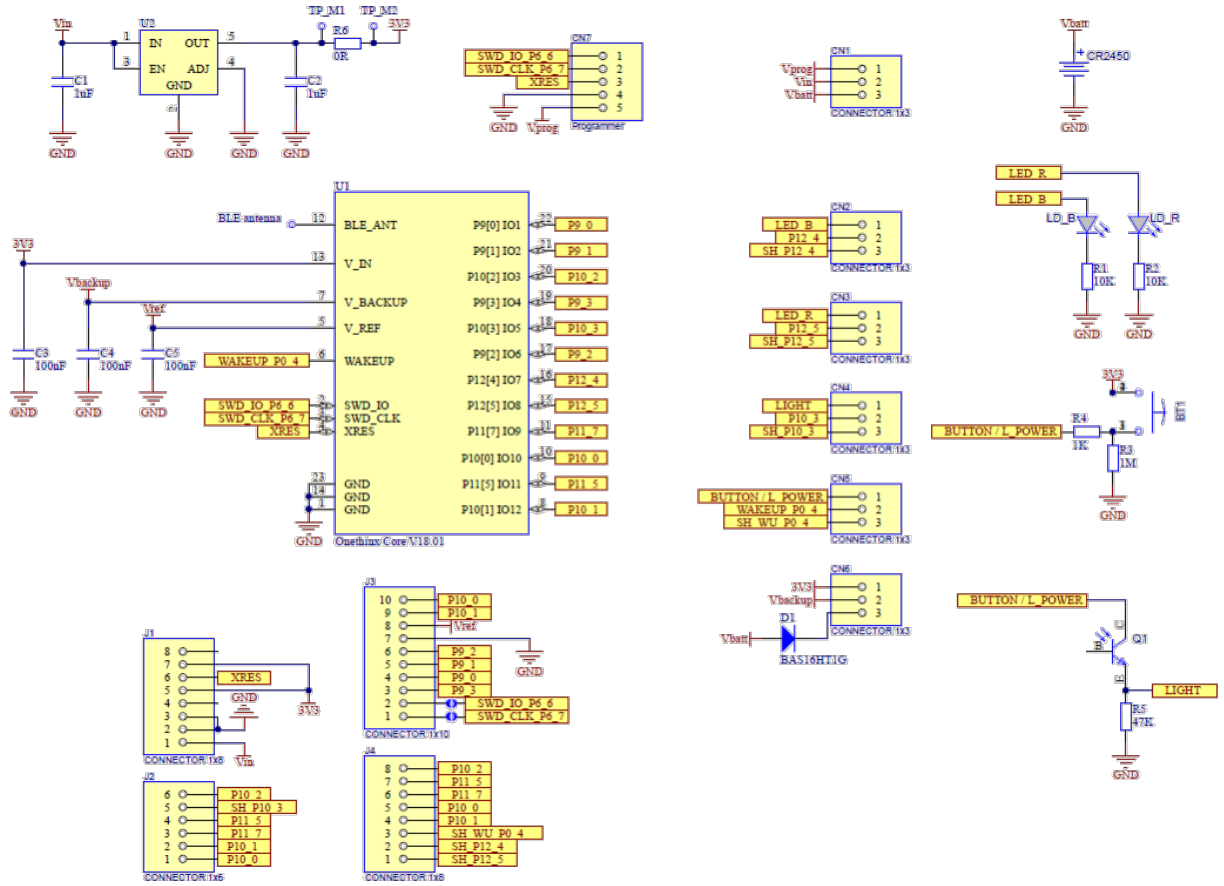 Vin
U2
TP_M1 TP_M2
3V3
1 IN OUT 5
R6
0R
3 EN ADJ 4
GND
C1
1uF
C2
1uF
GND GND GND GND
CN7
SWD_IO_P6_6 1
SWD_CLK_P6_7 2
XRES 3
4
5
GND
Vprog
Programmer
CN1
Vprog 1
Vin 2
Vbatt 3
CONNECTOR 1x3
Vbatt
+
CR2450
GND
U1
BLE antenna 12 BLE_ANT
3V3
13 V_IN
Vbackup
7 V_BACKUP
Vref
5 V_REF
C3
100nF
C4
100nF
C5
100nF
GND GND GND
WAKEUP_P0_4 6 WAKEUP
SWD_IO_P6_6 2 SWD_IO
SWD_CLK_P6_7 SWD_CLK
XRES XRES
23 GND
14 GND
1 GND
GND
P9[0] IO1 22 P9_0
P9[1] IO2 21 P9_1
P10[2] IO3 20 P10_2
P9[3] IO4 19 P9_3
P10[3] IO5 18 P10_3
P9[2] IO6 17 P9_2
P12[4] IO7 16 P12_4
P12[5] IO8 15 P12_5
P11[7] IO9 11 P11_7
P10[0] IO10 10 P10_0
P11[5] IO11 9 P11_5
P10[1] IO12 8 P10_1
Onethinx Core V18.01
CN2
LED_B 1
P12_4 2
SH_P12_4 3
CONNECTOR 1x3
CN3
LED_R 1
P12_5 2
SH_P12_5 3
CONNECTOR 1x3
CN4
LIGHT 1
P10_3 2
SH_P10_3 3
CONNECTOR 1x3
CN5
BUTTON / L_POWER 1
WAKEUP_P0_4 2
SH_WU_P0_4 3
CONNECTOR 1x3
CN6
3V3 1
Vbackup 2
3
CONNECTOR 1x3
D1
Vbatt
BAS16HT1G
LED_R
LED_B
LD_B LD_R
R1
10K
R2
10K
GND GND
3V3
BUTTON / L_POWER
R4
1K
R3
1M
BT1
GND
BUTTON / L_POWER
C
B
Q1
E
LIGHT
R5
47K
GND
J1
8
7
6 XRES
5
4
3
2
1
GND
3V3
Vin
CONNECTOR 1x8
J2
6 P10_2
5 SH_P10_3
4 P11_5
3 P11_7
2 P10_1
1 P10_0
CONNECTOR 1x6
J3
10 P10_0
9 P10_1
8 Vref
7
GND
6 P9_2
5 P9_1
4 P9_0
3 P9_3
2 SWD_IO_P6_6
1 SWD_CLK_P6_7
CONNECTOR 1x10
J4
8 P10_2
7 P11_5
6 P11_7
5 P10_0
4 P10_1
3 SH_WU_P0_4
2 SH_P12_4
1 SH_P12_5
CONNECTOR 1x8